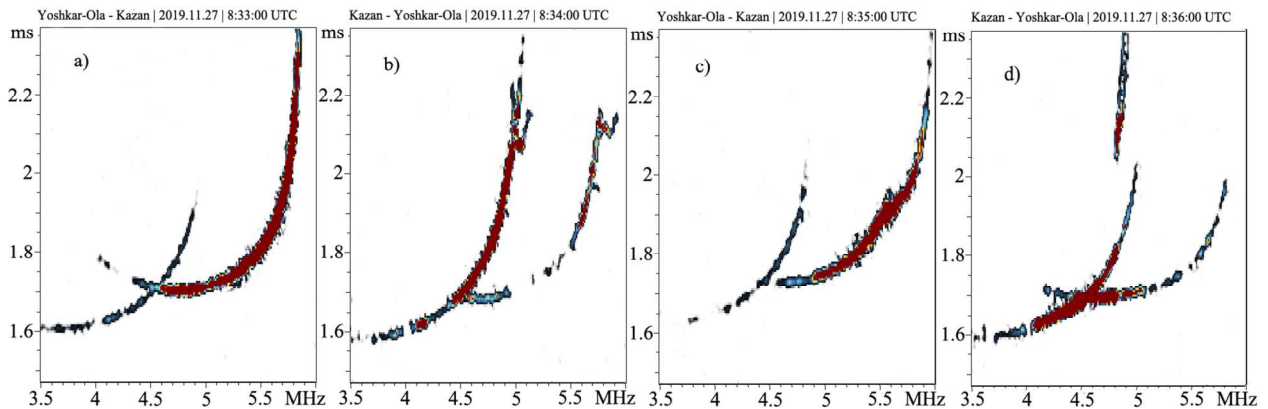 Yoshkar-Ola - Kazan | 2019.11.27 | 8:33:00 UTC
ms
a)
2.2
2
1.8
1.6
3.5 4 4.5 5 5.5 MHz
Kazan - Yoshkar-Ola | 2019.11.27 | 8:34:00 UTC
ms
b)
2.2
2
1.8
1.6
3.5 4 4.5 5 5.5 MHz
Yoshkar-Ola - Kazan | 2019.11.27 | 8:35:00 UTC
ms
c)
2.2
2
1.8
1.6
3.5 4 4.5 5 5.5 MHz
Kazan - Yoshkar-Ola | 2019.11.27 | 8:36:00 UTC
ms
d)
2.2
2
1.8
1.6
3.5 4 4.5 5 5.5 MHz